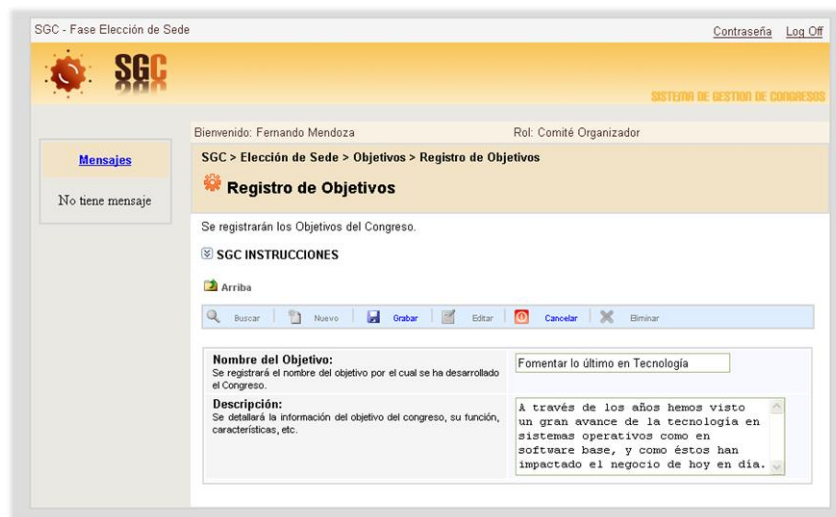 SGC - Fase Elección de Sede
Contraseña Log Off
SGC
SISTEMA DE GESTION DE CONGRESOS
Bienvenido: Fernando Mendoza Rol: Comité Organizador
Mensajes
No tiene mensaje
SGC > Elección de Sede > Objetivos > Registro de Objetivos
Registro de Objetivos
Se registrarán los Objetivos del Congreso.
SGC INSTRUCCIONES
Arriba
Buscar Nuevo Grabar Editar Cancelar Eliminar
Nombre del Objetivo:
Se registrará el nombre del objetivo por el cual se ha desarrollado
el Congreso.
Fomentar lo último en Tecnología
Descripción:
Se detallará la información del objetivo del congreso, su función,
características, etc.
A través de los años hemos visto
un gran avance de la tecnología en
sistemas operativos como en
software base, y como éstos han
impactado el negocio de hoy en día.